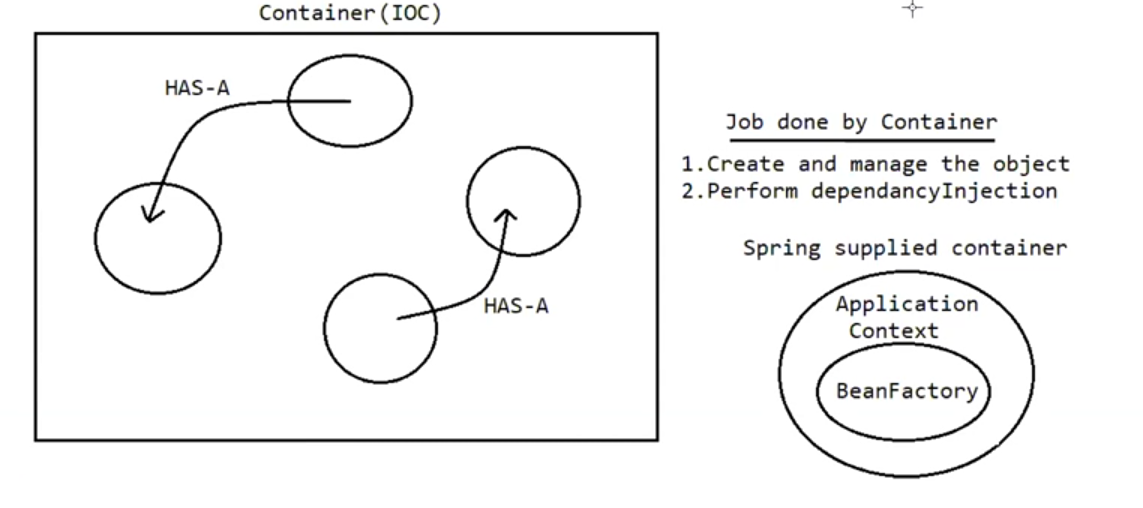 Container(IOC)
HAS-A
HAS-A
Job done by Container
1.Create and manage the object
2.Perform dependancyInjection
Spring supplied container
Application
Context
BeanFactory